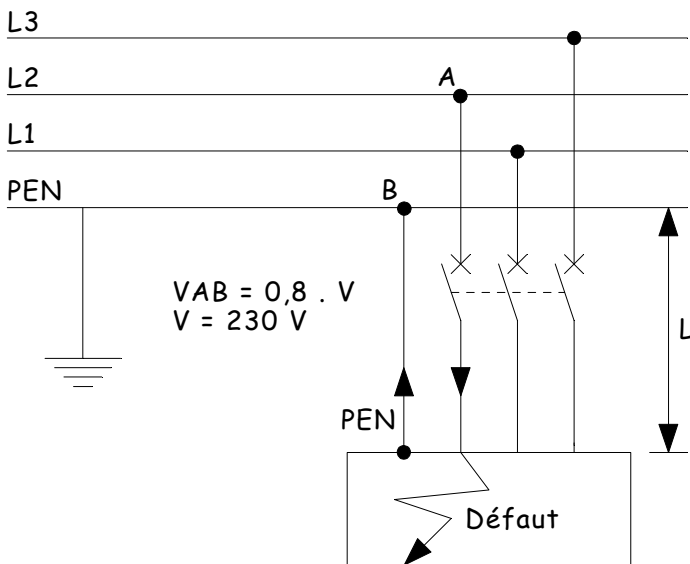 L3
L2
A
L1
PEN
B
VAB = 0,8 . V
V = 230 V
L
PEN
Défaut